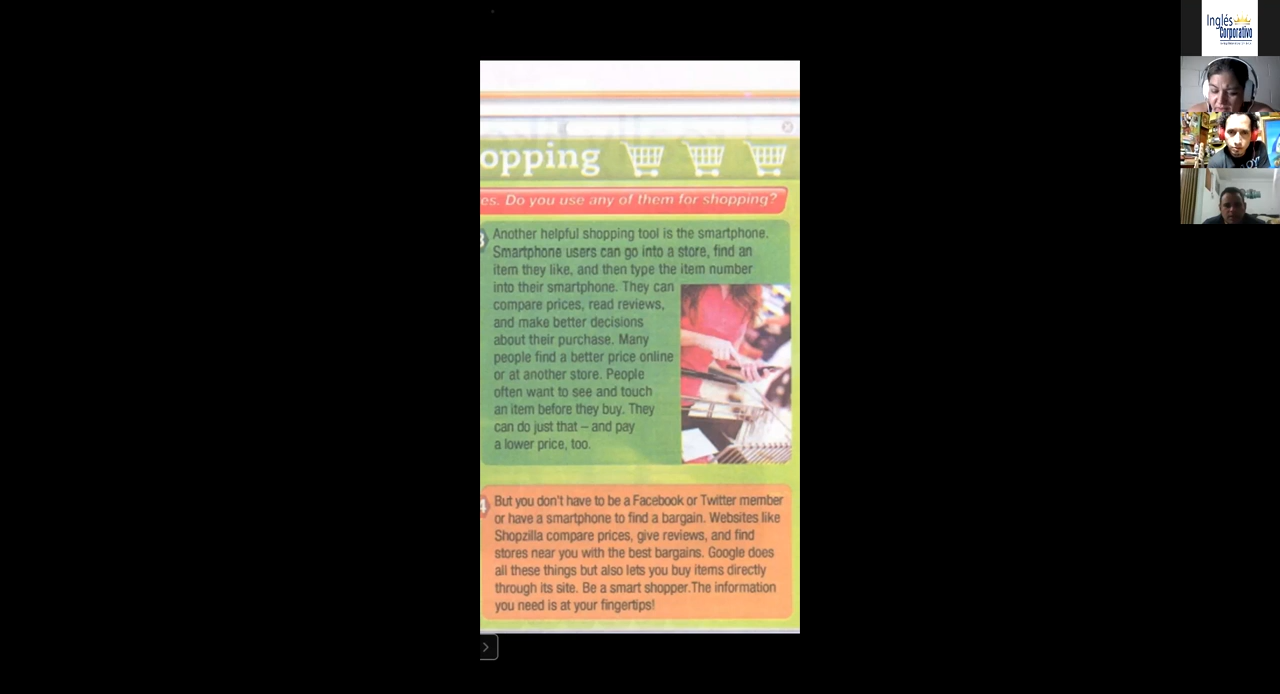 opping
es. Do you use any of them for shopping?
3
Another helpful shopping tool is the smartphone.
Smartphone users can go into a store, find an
item they like, and then type the item number
into their smartphone. They can
compare prices, read reviews,
and make better decisions
about their purchase. Many
people find a better price online
or at another store. People
often want to see and touch
an item before they buy. They
can do just that – and pay
a lower price, too.
4
But you don't have to be a Facebook or Twitter member
or have a smartphone to find a bargain. Websites like
Shopzilla compare prices, give reviews, and find
stores near you with the best bargains. Google does
all these things but also lets you buy items directly
through its site. Be a smart shopper.The information
you need is at your fingertips!
Inglés
Corporativo